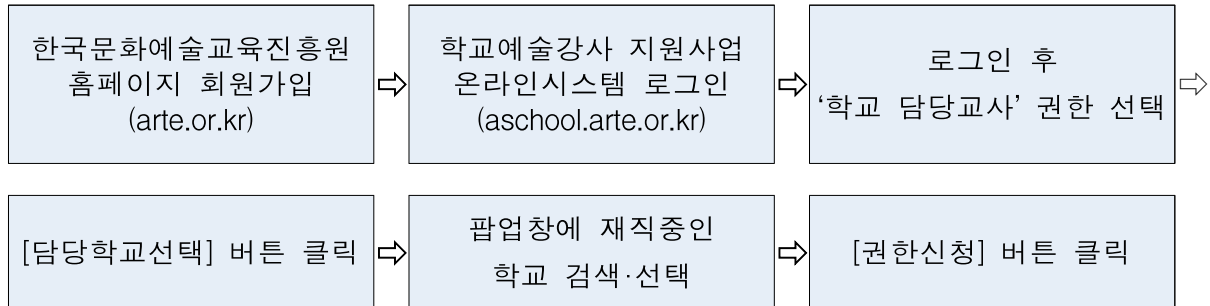 한국문화예술교육진흥원
홈페이지 회원가입
(arte.or.kr)
⇨
학교예술강사 지원사업
온라인시스템 로그인
(aschool.arte.or.kr)
⇨
로그인 후
‘학교 담당교사’ 권한 선택
⇨
[담당학교선택] 버튼 클릭
⇨
팝업창에 재직중인
학교 검색·선택
⇨
[권한신청] 버튼 클릭